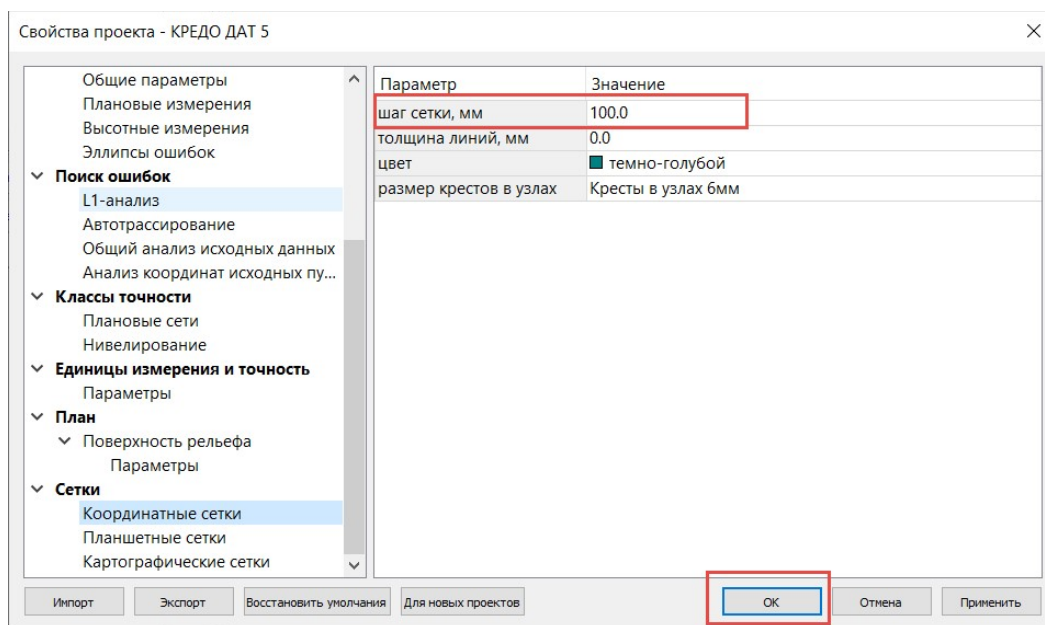 Свойства проекта - КРЕДО ДАТ 5
Общие параметры
Плановые измерения
Высотные измерения
Эллипсы ошибок
Поиск ошибок
L1-анализ
Автотрассирование
Общий анализ исходных данных
Анализ координат исходных пу...
Классы точности
Плановые сети
Нивелирование
Единицы измерения и точность
Параметры
План
Поверхность рельефа
Параметры
Сетки
Координатные сетки
Планшетные сетки
Картографические сетки
Параметр Значение
шаг сетки, мм 100.0
толщина линий, мм 0.0
цвет темно-голубой
размер крестов в узлах Кресты в узлах 6мм
Импорт Экспорт Восстановить умолчания Для новых проектов ОК Отмена Применить